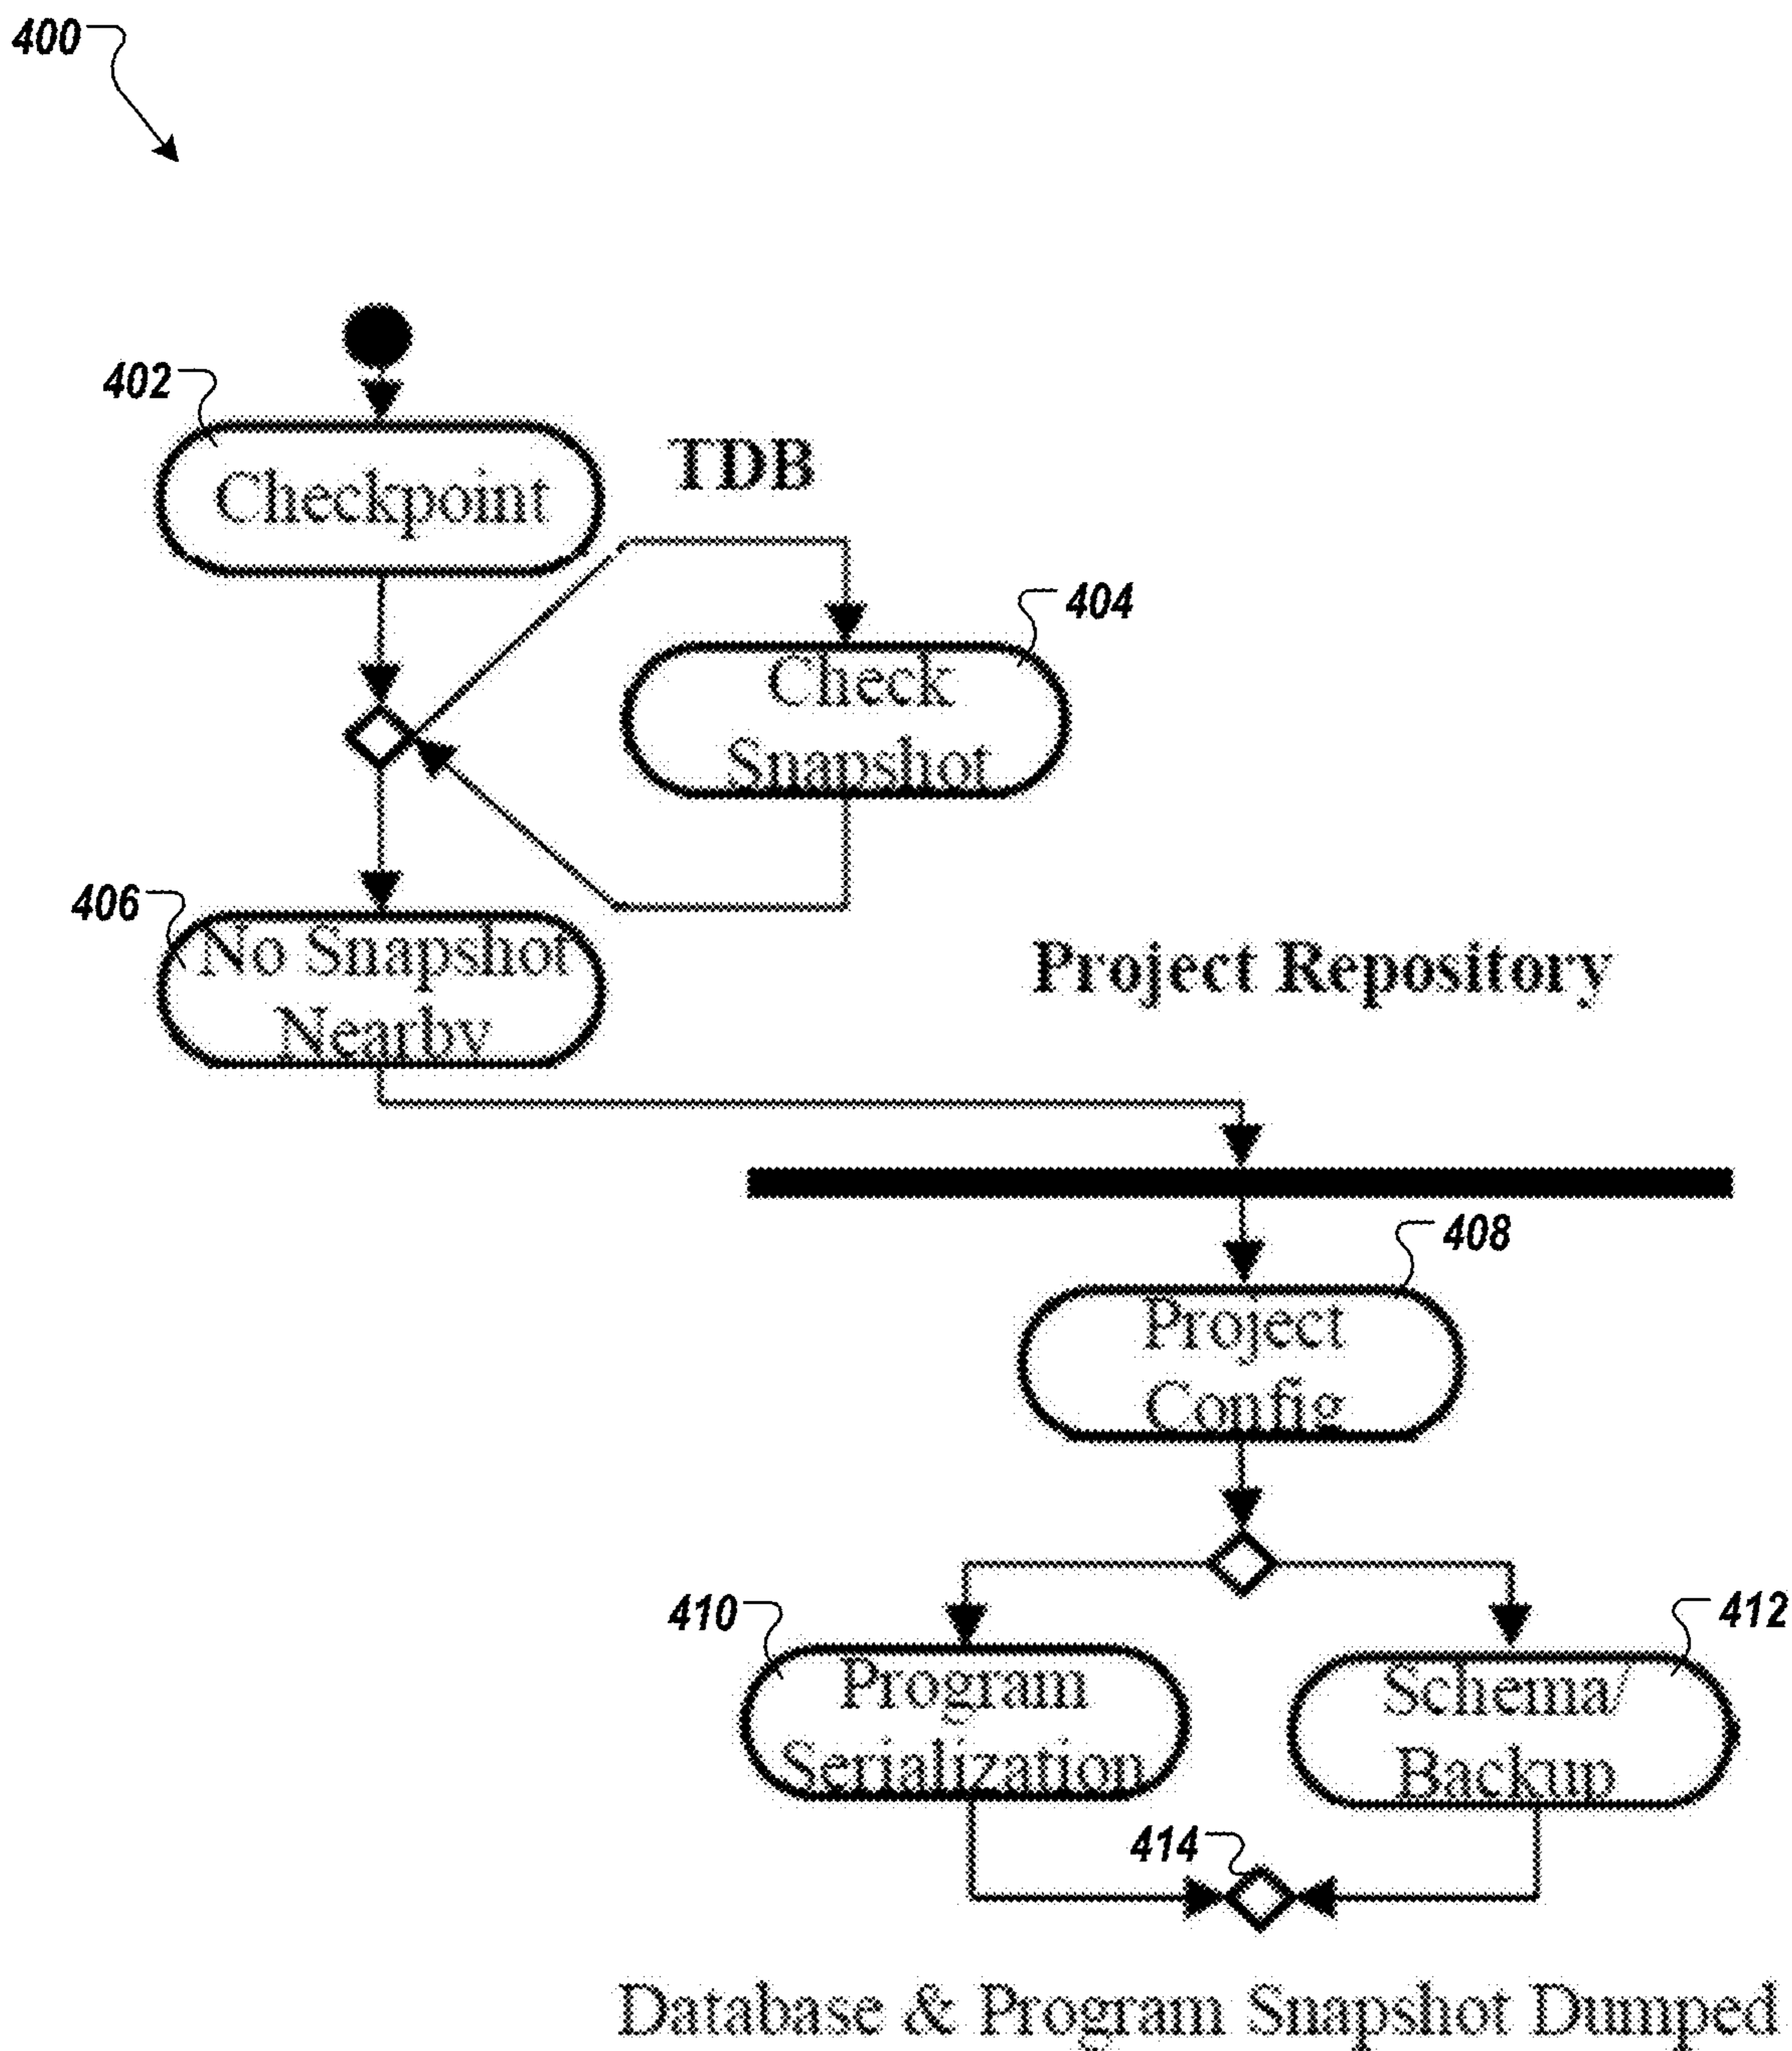 400
402
Checkpoint
TDB
404
Check
Snapshot
406
No Snapshot
Nearby
Project Repository
408
Project
Config
410
Program
Serialization
412
Schema/
Backup
414
Database & Program Snapshot Dumped